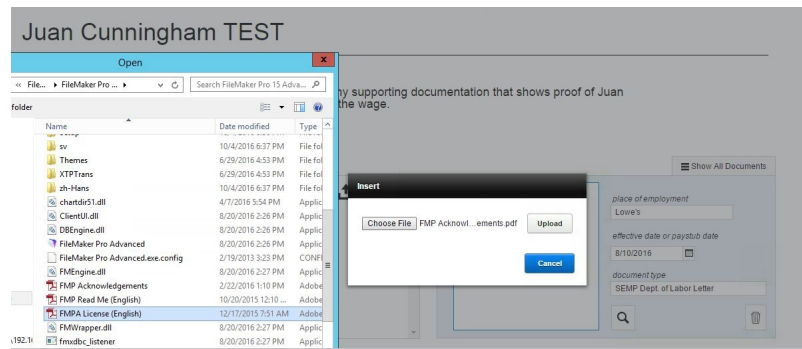 Juan Cunningham TEST
Open
x
« File... ▸ FileMaker Pro ... ▸
Search FileMaker Pro 15 Adva...
folder
ny supporting documentation that shows proof of Juan
the wage.
Name Date modified Type
sv 10/4/2016 6:37 PM File fol
Themes 6/29/2016 4:53 PM File fol
XTPTrans 6/29/2016 4:53 PM File fol
zh-Hans 10/4/2016 6:37 PM File fol
chartdir51.dll 4/7/2016 5:54 PM Applic
ClientUI.dll 8/20/2016 2:26 PM Applic
DBEngine.dll 8/20/2016 2:26 PM Applic
FileMaker Pro Advanced 8/20/2016 2:26 PM Applic
FileMaker Pro Advanced.exe.config 2/19/2013 3:23 PM CONFI
FMEngine.dll 8/20/2016 2:27 PM Applic
FMP Acknowledgements 2/22/2016 1:10 PM Adobe
FMP Read Me (English) 10/20/2015 12:10 ... Adobe
FMPA License (English) 12/17/2015 7:51 AM Adobe
FMWrapper.dll 8/20/2016 2:27 PM Applic
fmxdbc_listener 8/20/2016 2:27 PM Applic
\192.16
Insert
Choose File FMP Acknowl...ements.pdf Upload
Cancel
Show All Documents
place of employment
Lowe's
effective date or paystub date
8/10/2016
document type
SEMP Dept. of Labor Letter